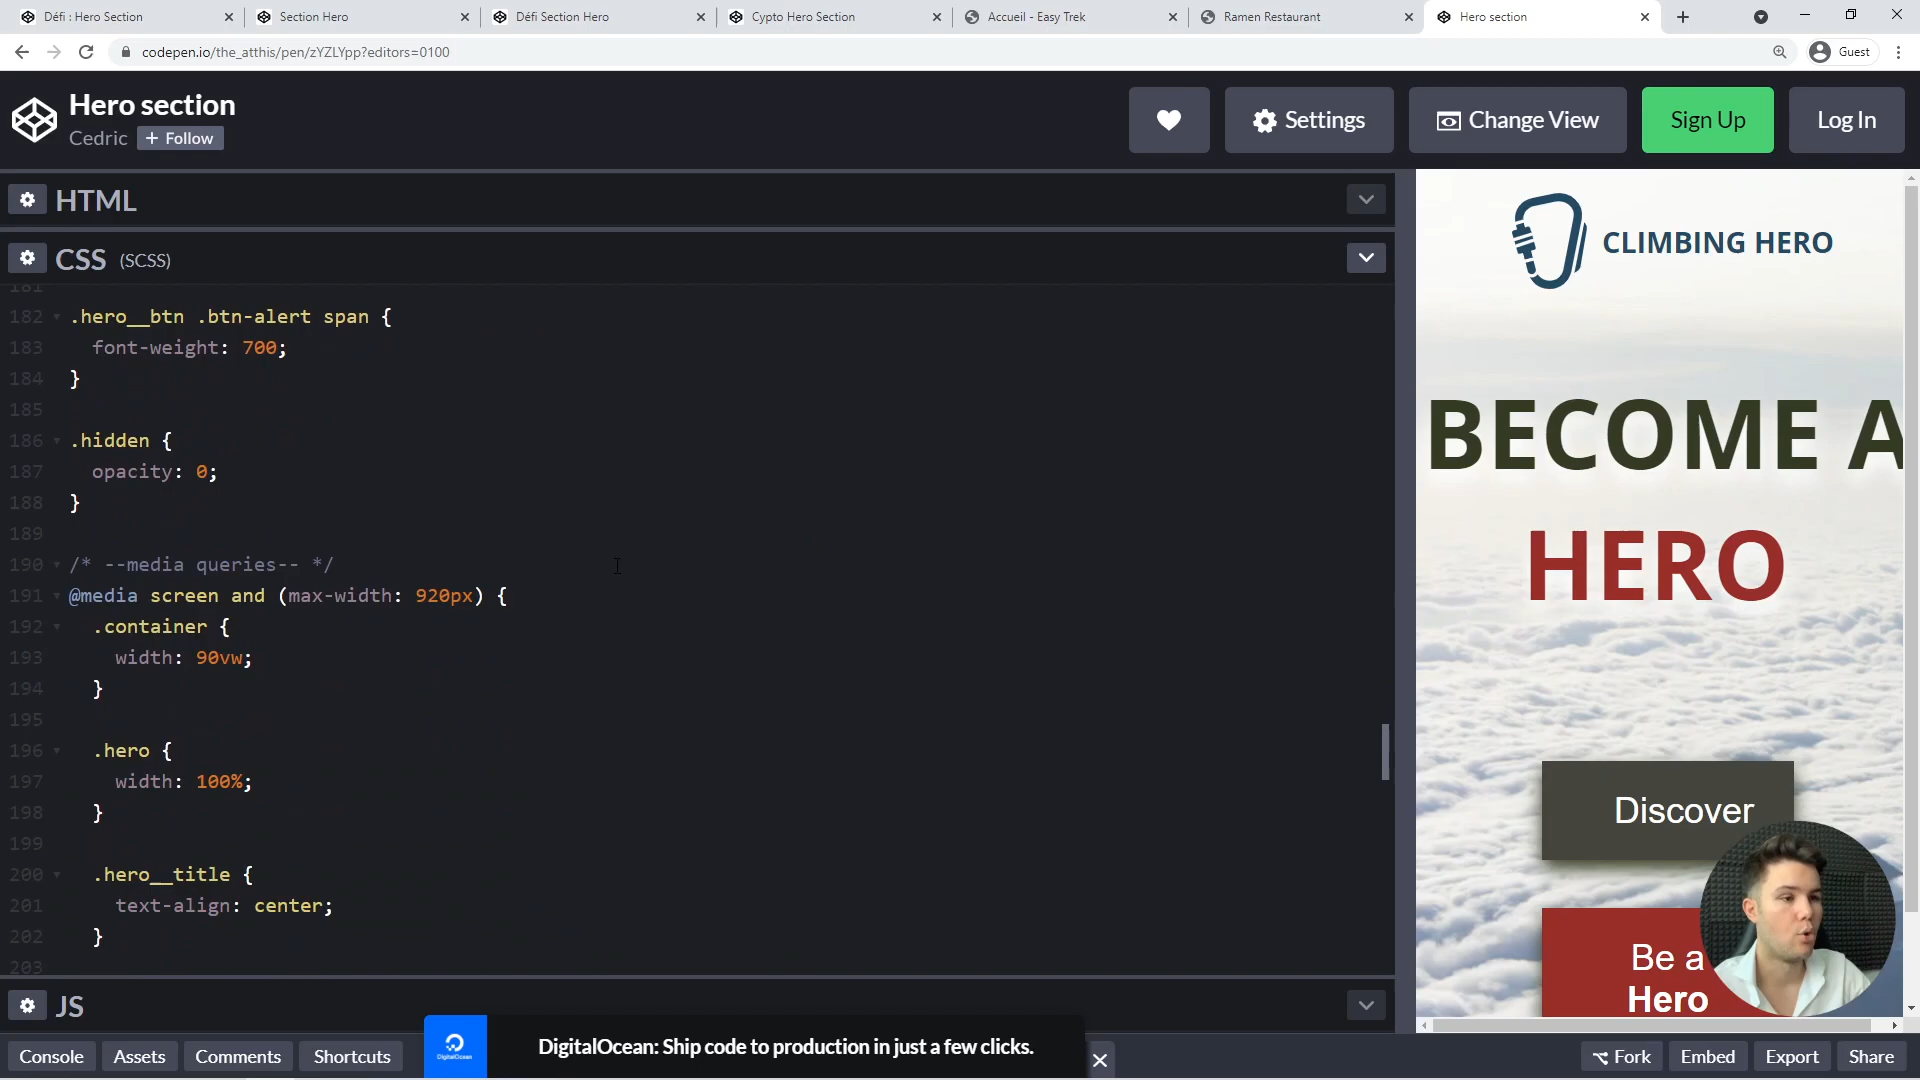 Défi : Hero Section
Section Hero
Défi Section Hero
Cypto Hero Section
Accueil - Easy Trek
Ramen Restaurant
Hero section
codepen.io/the_atthis/pen/zYZLYpp?editors=0100
Guest
Hero section
Cedric + Follow
Settings
Change View
Sign Up
Log In
HTML
CSS (SCSS)
181
182 .hero__btn .btn-alert span {
183 font-weight: 700;
184 }
185
186 .hidden {
187 opacity: 0;
188 }
189
190 /* --media queries-- */
191 @media screen and (max-width: 920px) {
192 .container {
193 width: 90vw;
194 }
195
196 .hero {
197 width: 100%;
198 }
199
200 .hero__title {
201 text-align: center;
202 }
203
CLIMBING HERO
BECOME A
HERO
Discover
Be a
Hero
JS
DigitalOcean
DigitalOcean: Ship code to production in just a few clicks.
Console
Assets
Comments
Shortcuts
Fork
Embed
Export
Share